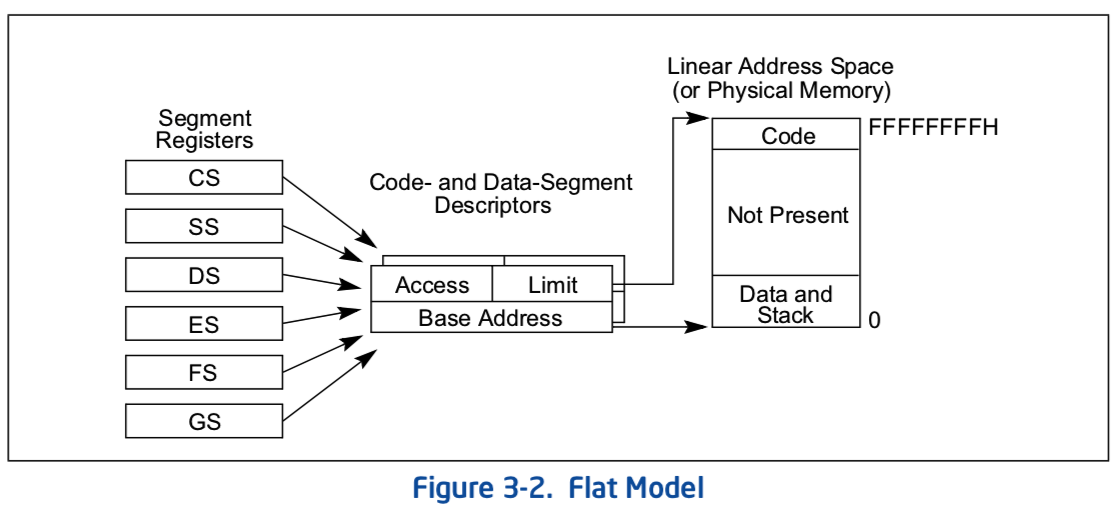 Segment
Registers
CS
SS
DS
ES
FS
GS
Code- and Data-Segment
Descriptors
Access
Limit
Base Address
Linear Address Space
(or Physical Memory)
Code
FFFFFFFFH
Not Present
Data and
Stack
0
Figure 3-2. Flat Model